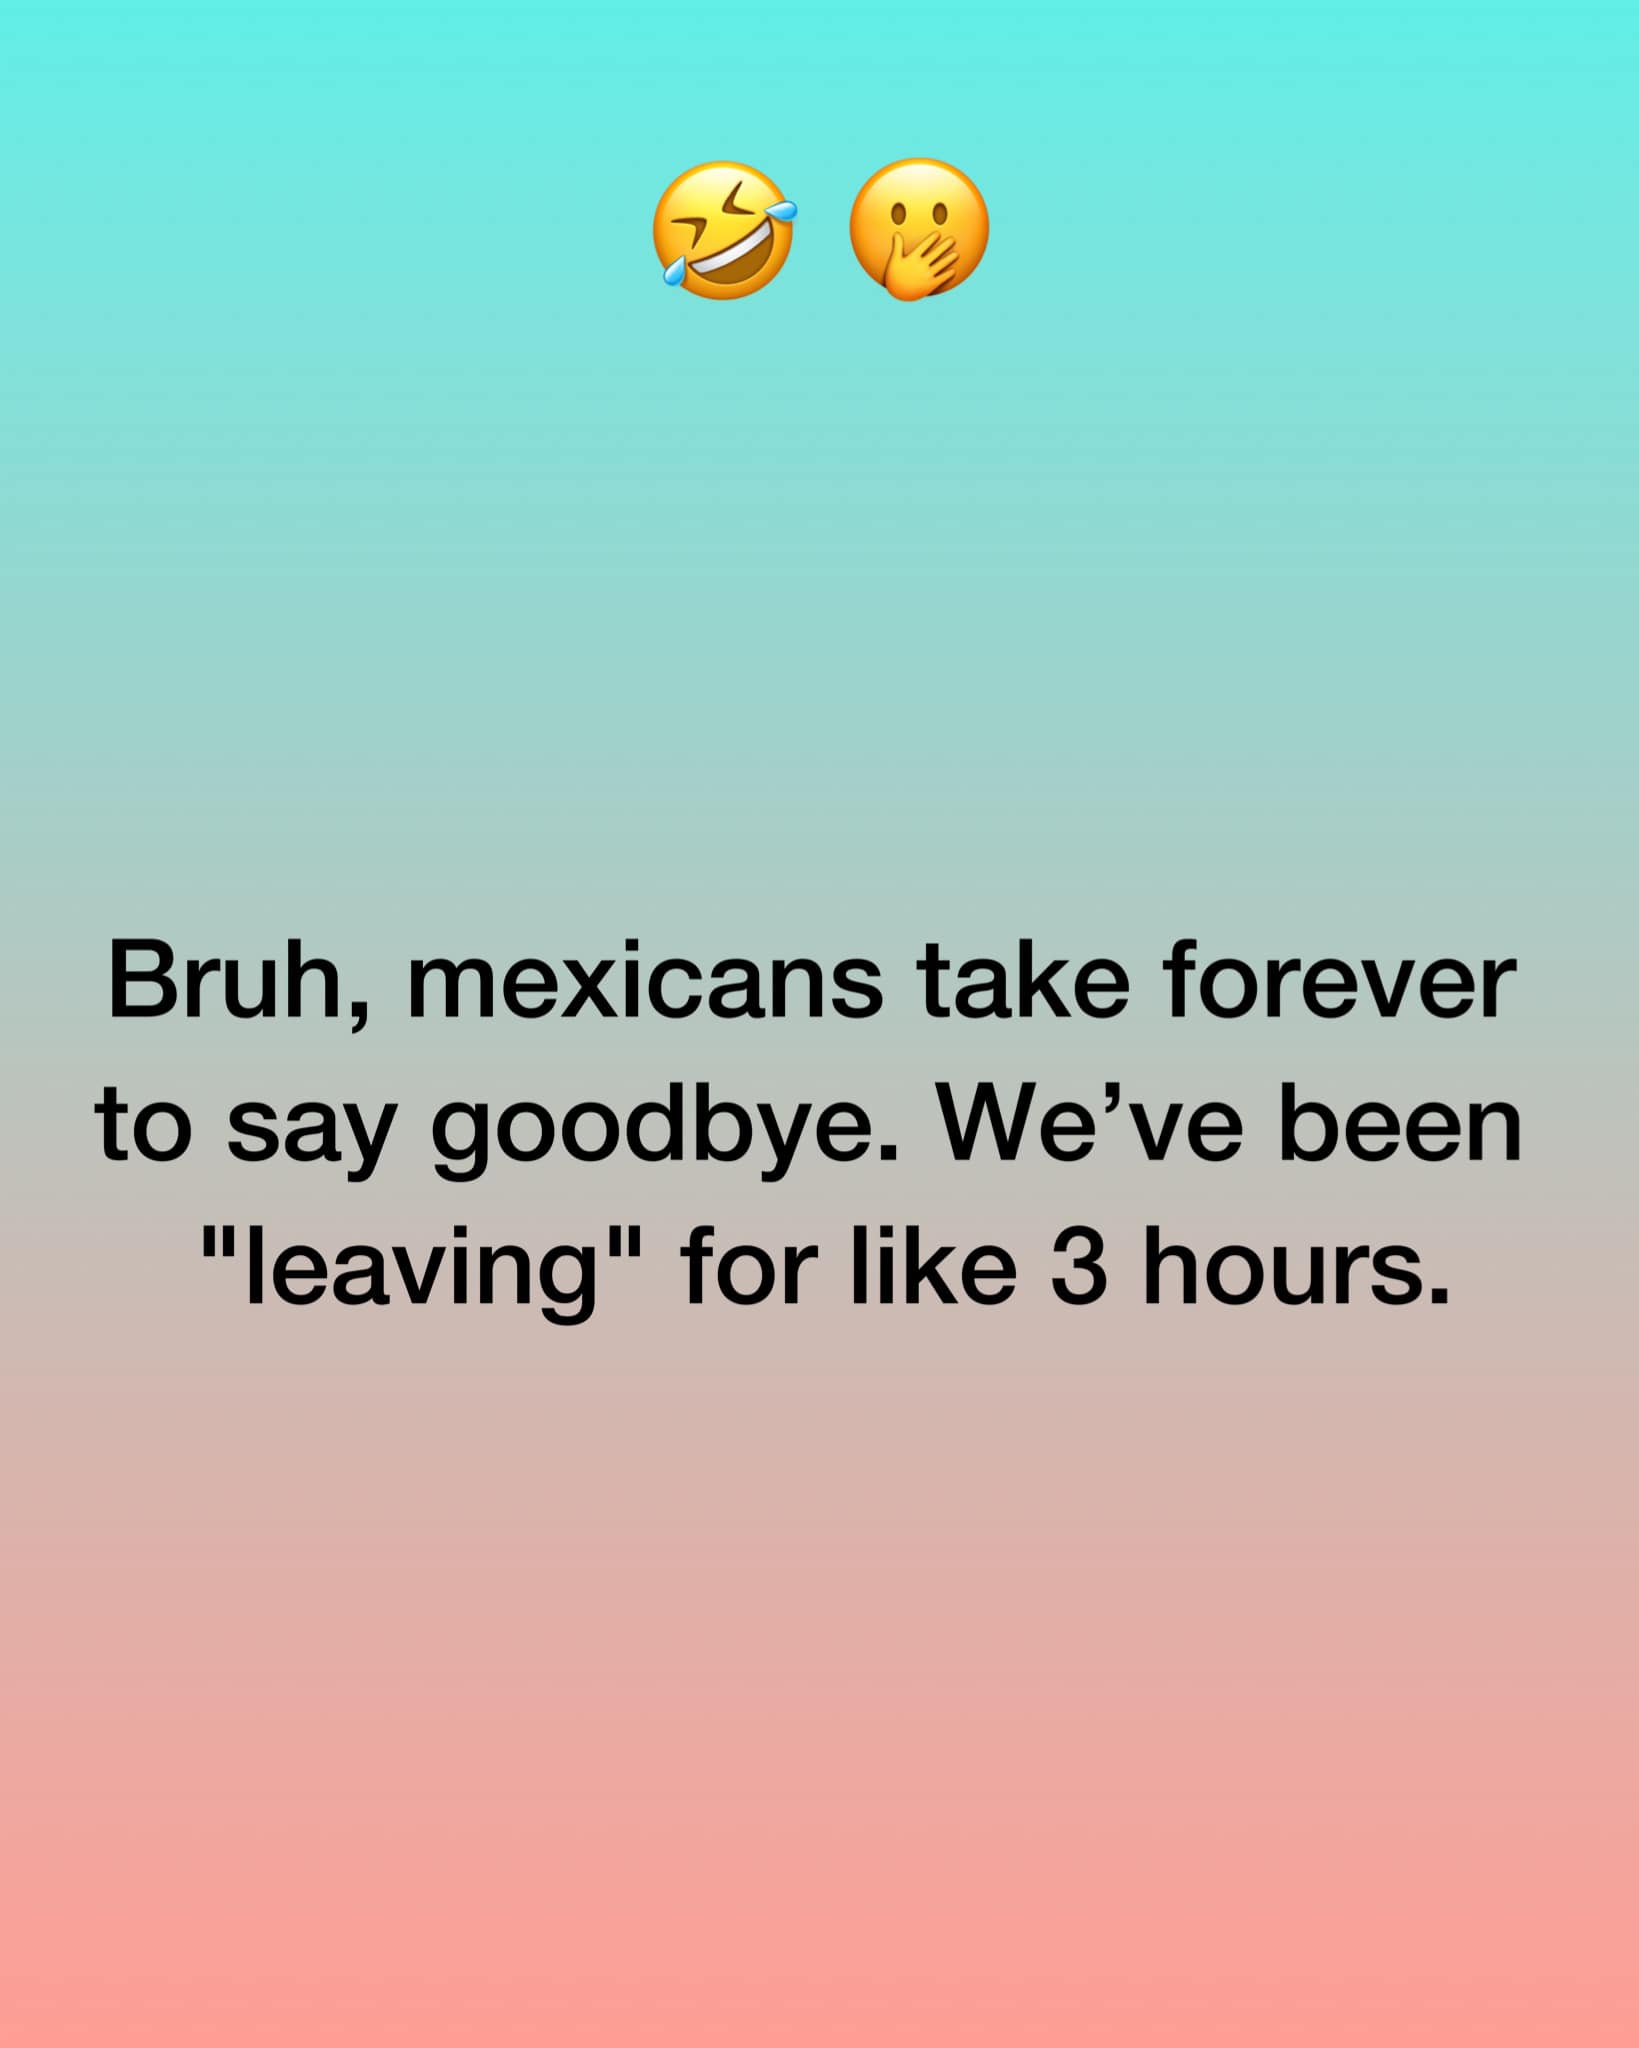 Bruh, mexicans take forever
to say goodbye. We’ve been
"leaving" for like 3 hours.